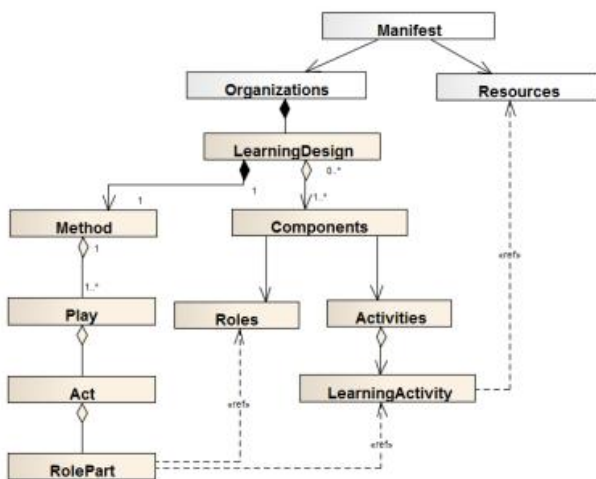 Manifest
Organizations
Resources
LearningDesign
0..*
1
1
1..*
Method
Components
1
«ref»
1..*
Play
Roles
Activities
Act
LearningActivity
«ref»
«ref»
RolePart